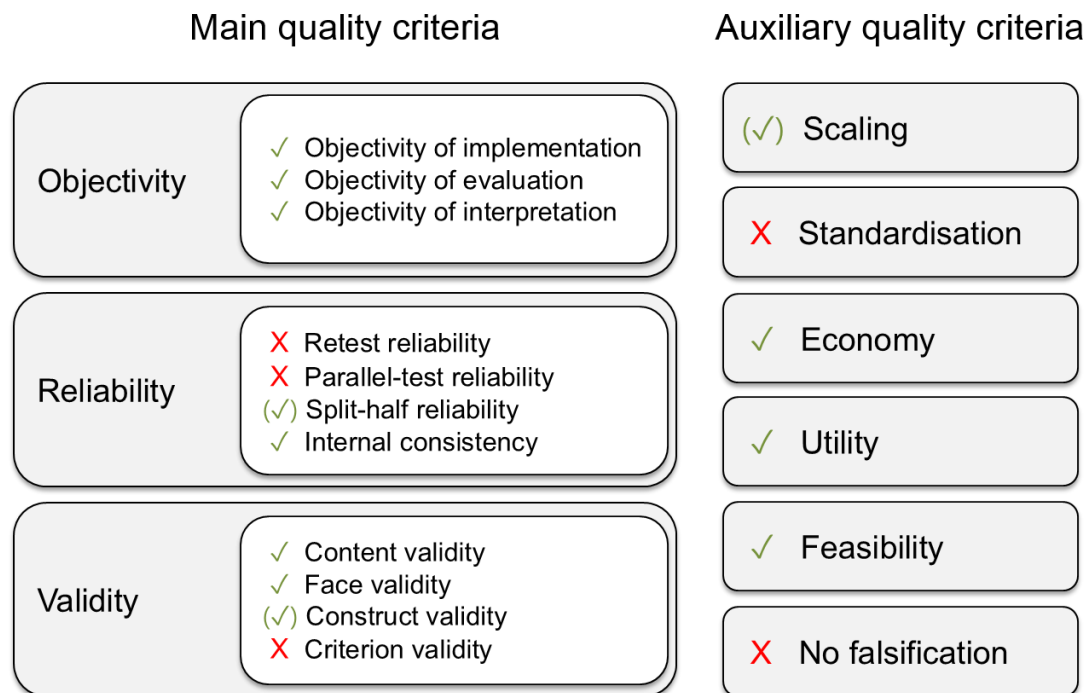 Main quality criteria
Objectivity
✓ Objectivity of implementation
✓ Objectivity of evaluation
✓ Objectivity of interpretation
Reliability
X Retest reliability
X Parallel-test reliability
(✓) Split-half reliability
✓ Internal consistency
Validity
✓ Content validity
✓ Face validity
(✓) Construct validity
X Criterion validity
Auxiliary quality criteria
(✓) Scaling
X Standardisation
✓ Economy
✓ Utility
✓ Feasibility
X No falsification